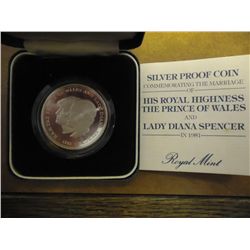 SILVER PROOF COIN
COMMEMORATING THE MARRIAGE
OF
HIS ROYAL HIGHNESS
THE PRINCE OF WALES
AND
LADY DIANA SPENCER
IN 1981
Royal Mint